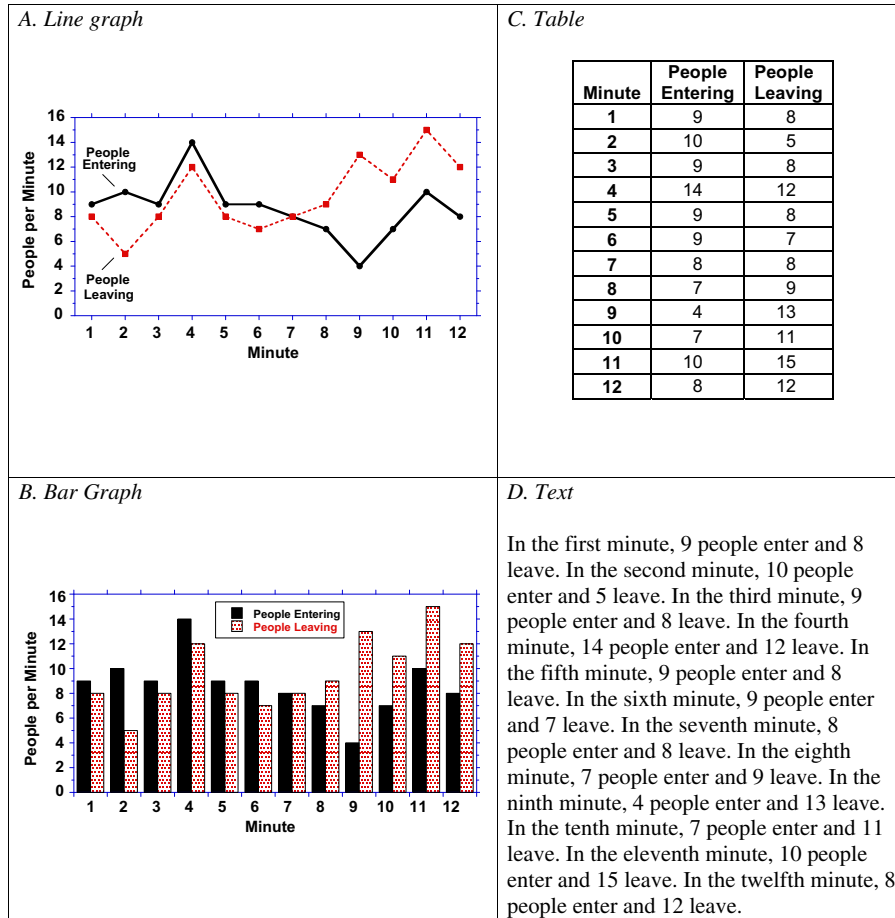 A. Line graph
16
14
12
10
8
6
4
2
0
People per Minute
People
Entering
People
Leaving
1 2 3 4 5 6 7 8 9 10 11 12
Minute
C. Table
Minute People Entering People Leaving
1 9 8
2 10 5
3 9 8
4 14 12
5 9 8
6 9 7
7 8 8
8 7 9
9 4 13
10 7 11
11 10 15
12 8 12
B. Bar Graph
16
14
12
10
8
6
4
2
0
People per Minute
People Entering
People Leaving
1 2 3 4 5 6 7 8 9 10 11 12
Minute
D. Text
In the first minute, 9 people enter and 8
leave. In the second minute, 10 people
enter and 5 leave. In the third minute, 9
people enter and 8 leave. In the fourth
minute, 14 people enter and 12 leave. In
the fifth minute, 9 people enter and 8
leave. In the sixth minute, 9 people enter
and 7 leave. In the seventh minute, 8
people enter and 8 leave. In the eighth
minute, 7 people enter and 9 leave. In the
ninth minute, 4 people enter and 13 leave.
In the tenth minute, 7 people enter and 11
leave. In the eleventh minute, 10 people
enter and 15 leave. In the twelfth minute, 8
people enter and 12 leave.